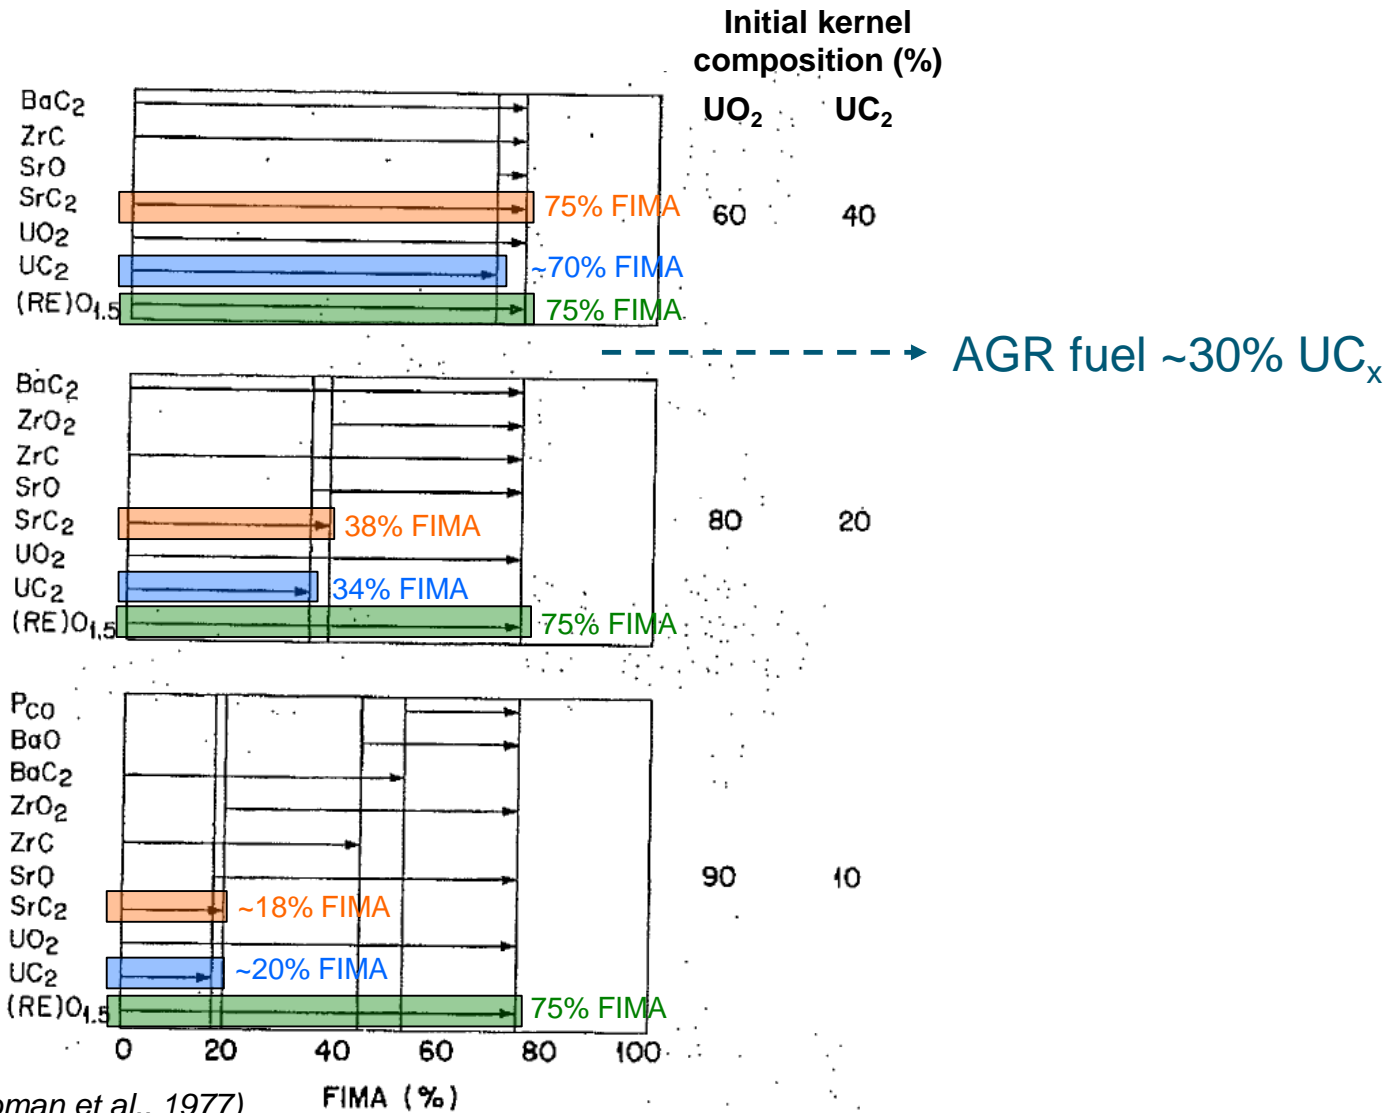 Initial kernel
composition (%)
UO₂ UC₂
BaC₂
ZrC
SrO
SrC₂ 75% FIMA 60 40
UO₂
UC₂ ~70% FIMA
(RE)O₁.₅ 75% FIMA
AGR fuel ~30% UCₓ
BaC₂
ZrO₂
ZrC
SrO
SrC₂ 38% FIMA 80 20
UO₂
UC₂ 34% FIMA
(RE)O₁.₅ 75% FIMA
P_CO
BaO
BaC₂
ZrO₂
ZrC
SrO 90 10
SrC₂ ~18% FIMA
UO₂
UC₂ ~20% FIMA
(RE)O₁.₅ 75% FIMA
0 20 40 60 80 100
FIMA (%)
et al., 1977)